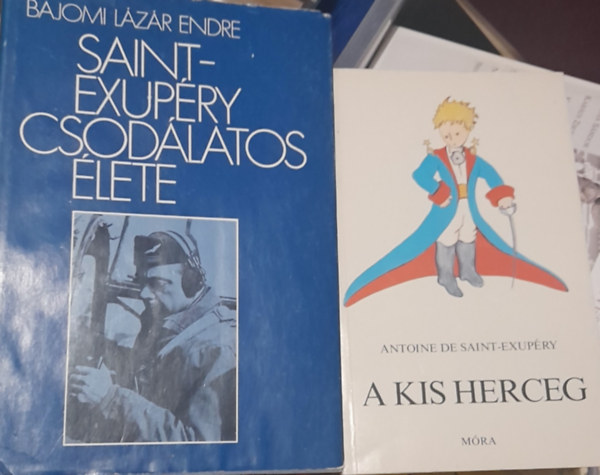 BAJOMI LÁZÁR ENDRE
SAINT-
EXUPÉRY
CSODÁLATOS
ÉLETE
ANTOINE DE SAINT-EXUPÉRY
A KIS HERCEG
MÓRA